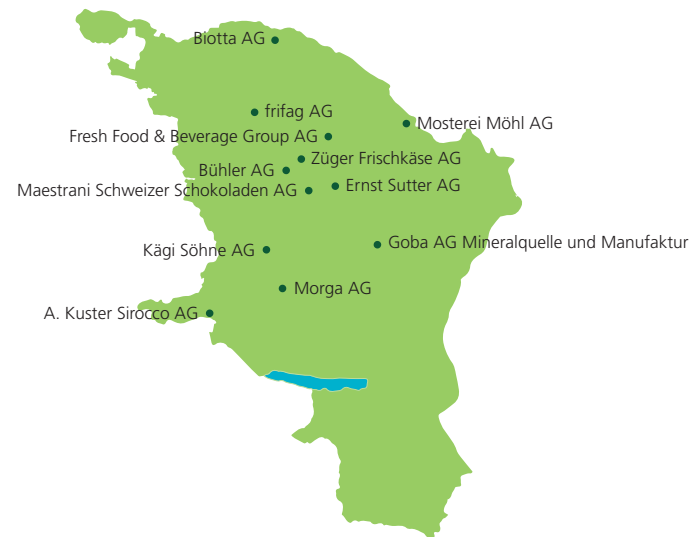 Biotta AG
frifag AG
Mosterei Möhl AG
Fresh Food & Beverage Group AG
Züger Frischkäse AG
Bühler AG
Ernst Sutter AG
Maestrani Schweizer Schokoladen AG
Goba AG Mineralquelle und Manufaktur
Kägi Söhne AG
Morga AG
A. Kuster Sirocco AG